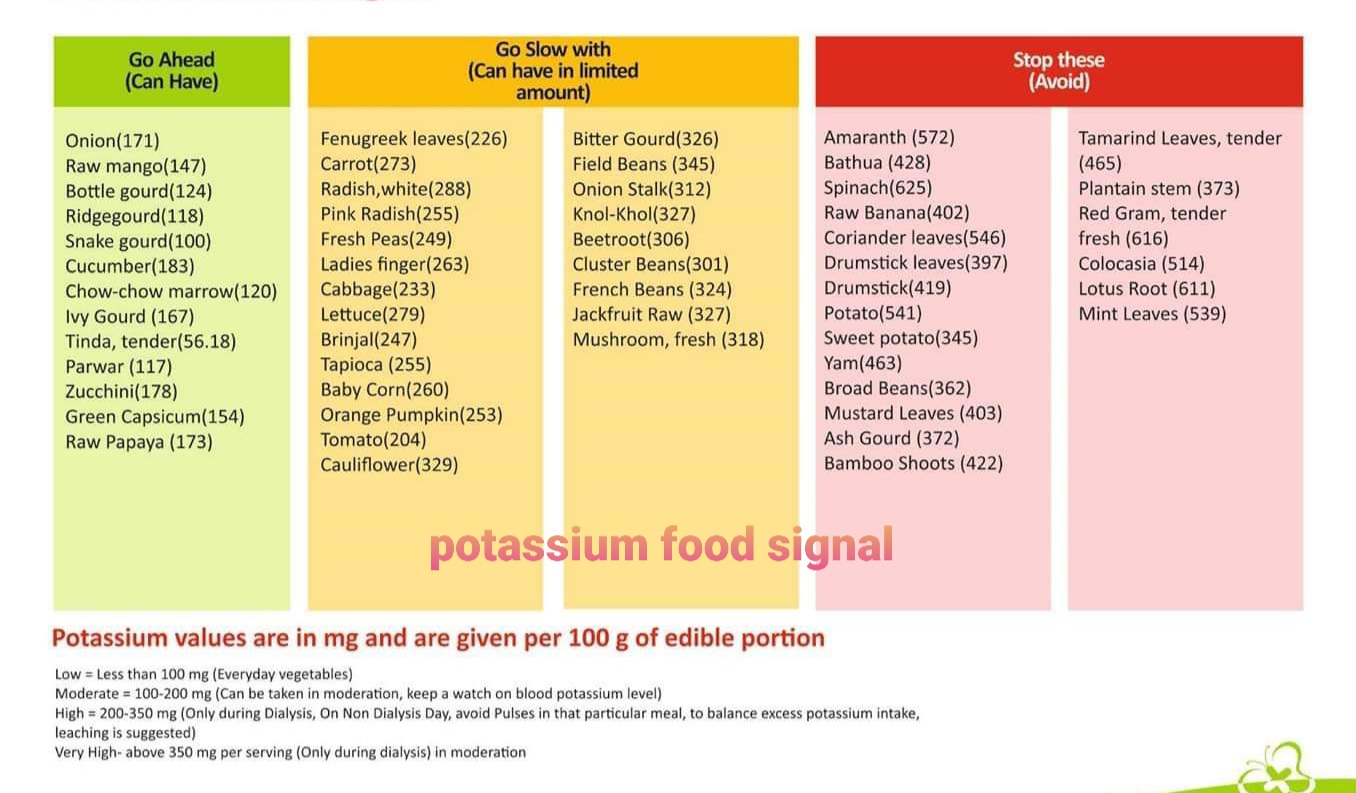 Go Ahead
(Can Have)
Onion(171)
Raw mango(147)
Bottle gourd(124)
Ridgegourd(118)
Snake gourd(100)
Cucumber(183)
Chow-chow marrow(120)
Ivy Gourd (167)
Tinda, tender(56.18)
Parwar (117)
Zucchini(178)
Green Capsicum(154)
Raw Papaya (173)
Go Slow with
(Can have in limited
amount)
Fenugreek leaves(226)
Carrot(273)
Radish,white(288)
Pink Radish(255)
Fresh Peas(249)
Ladies finger(263)
Cabbage(233)
Lettuce(279)
Brinjal(247)
Tapioca (255)
Baby Corn(260)
Orange Pumpkin(253)
Tomato(204)
Cauliflower(329)
Bitter Gourd(326)
Field Beans (345)
Onion Stalk(312)
Knol-Khol(327)
Beetroot(306)
Cluster Beans(301)
French Beans (324)
Jackfruit Raw (327)
Mushroom, fresh (318)
Stop these
(Avoid)
Amaranth (572)
Bathua (428)
Spinach(625)
Raw Banana(402)
Coriander leaves(546)
Drumstick leaves(397)
Drumstick(419)
Potato(541)
Sweet potato(345)
Yam(463)
Broad Beans(362)
Mustard Leaves (403)
Ash Gourd (372)
Bamboo Shoots (422)
Tamarind Leaves, tender
(465)
Plantain stem (373)
Red Gram, tender
fresh (616)
Colocasia (514)
Lotus Root (611)
Mint Leaves (539)
potassium food signal
Potassium values are in mg and are given per 100 g of edible portion
Low = Less than 100 mg (Everyday vegetables)
Moderate = 100-200 mg (Can be taken in moderation, keep a watch on blood potassium level)
High = 200-350 mg (Only during Dialysis, On Non Dialysis Day, avoid Pulses in that particular meal, to balance excess potassium intake,
leaching is suggested)
Very High- above 350 mg per serving (Only during dialysis) in moderation